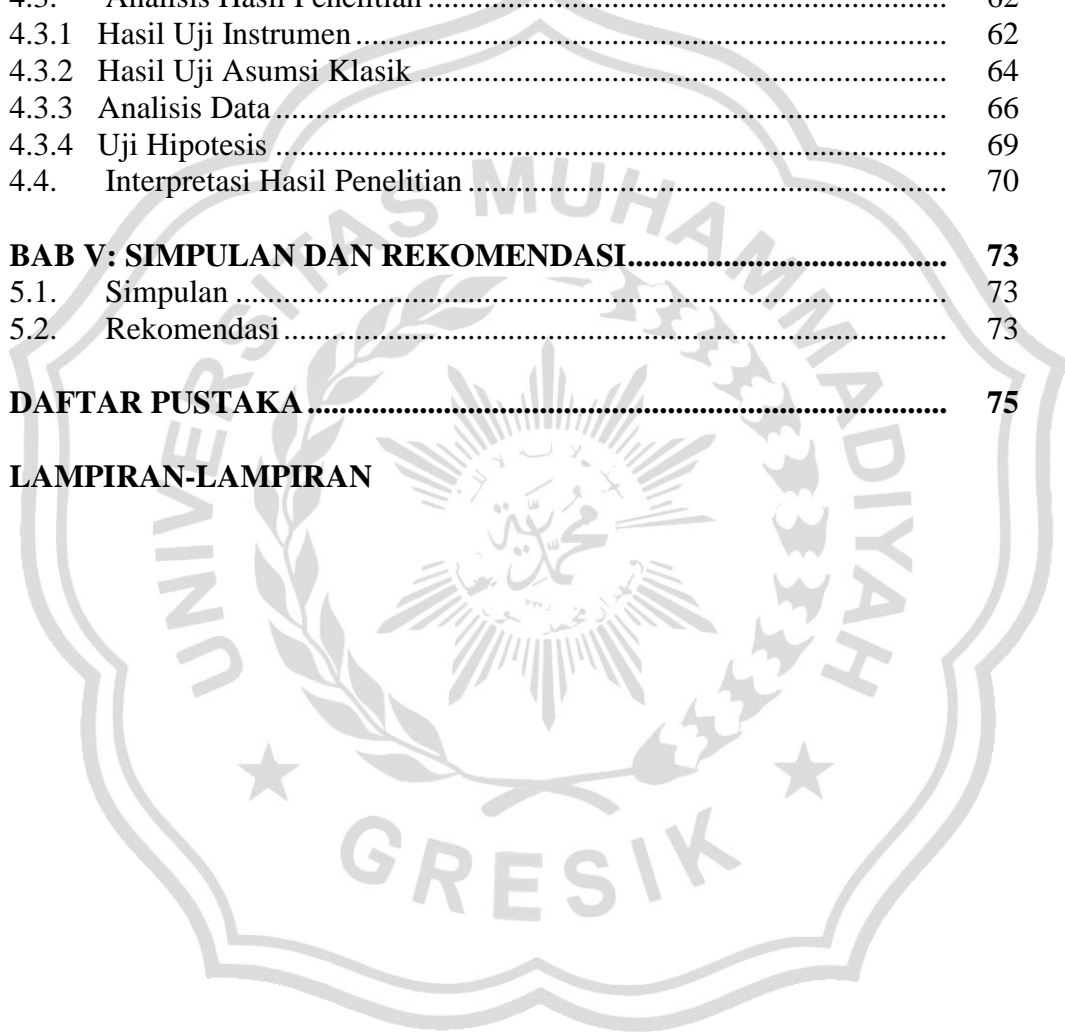 4.3. Analisis Hasil Penelitian ........................................................................ 62
4.3.1 Hasil Uji Instrumen ........................................................................ 62
4.3.2 Hasil Uji Asumsi Klasik ........................................................................ 64
4.3.3 Analisis Data ........................................................................ 66
4.3.4 Uji Hipotesis ........................................................................ 69
4.4. Interpretasi Hasil Penelitian ........................................................................ 70
BAB V: SIMPULAN DAN REKOMENDASI ........................................ 73
5.1. Simpulan ........................................................................ 73
5.2. Rekomendasi ........................................................................ 73
DAFTAR PUSTAKA ........................................................................ 75
LAMPIRAN-LAMPIRAN
UNIVERSITAS MUHAMMADIYAH
محمد
GRESIK